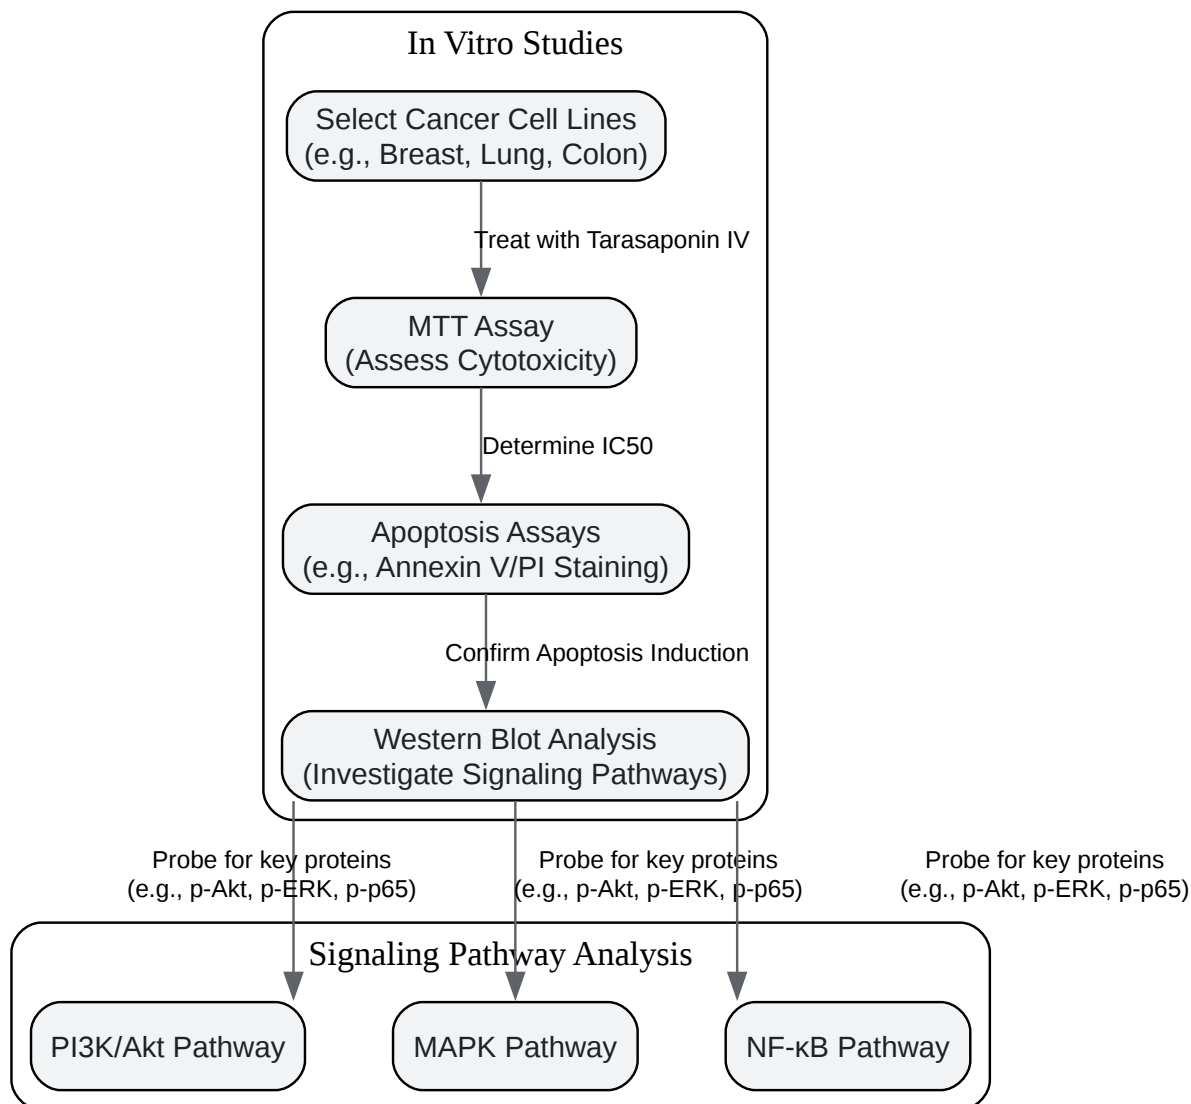 In Vitro Studies
Select Cancer Cell Lines
(e.g., Breast, Lung, Colon)
Treat with Tarasaponin IV
MTT Assay
(Assess Cytotoxicity)
Determine IC50
Apoptosis Assays
(e.g., Annexin V/PI Staining)
Confirm Apoptosis Induction
Western Blot Analysis
(Investigate Signaling Pathways)
Probe for key proteins
(e.g., p-Akt, p-ERK, p-p65)
Probe for key proteins
(e.g., p-Akt, p-ERK, p-p65)
Probe for key proteins
(e.g., p-Akt, p-ERK, p-p65)
Signaling Pathway Analysis
PI3K/Akt Pathway
MAPK Pathway
NF-κB Pathway